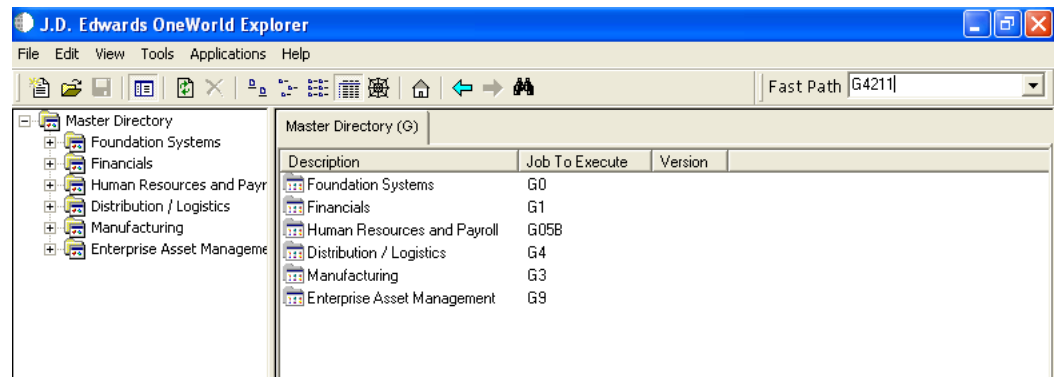 J.D. Edwards OneWorld Explorer
File Edit View Tools Applications Help
Fast Path G4211
Master Directory
Foundation Systems
Financials
Human Resources and Payr
Distribution / Logistics
Manufacturing
Enterprise Asset Manageme
Master Directory (G)
Description Job To Execute Version
Foundation Systems G0
Financials G1
Human Resources and Payroll G05B
Distribution / Logistics G4
Manufacturing G3
Enterprise Asset Management G9